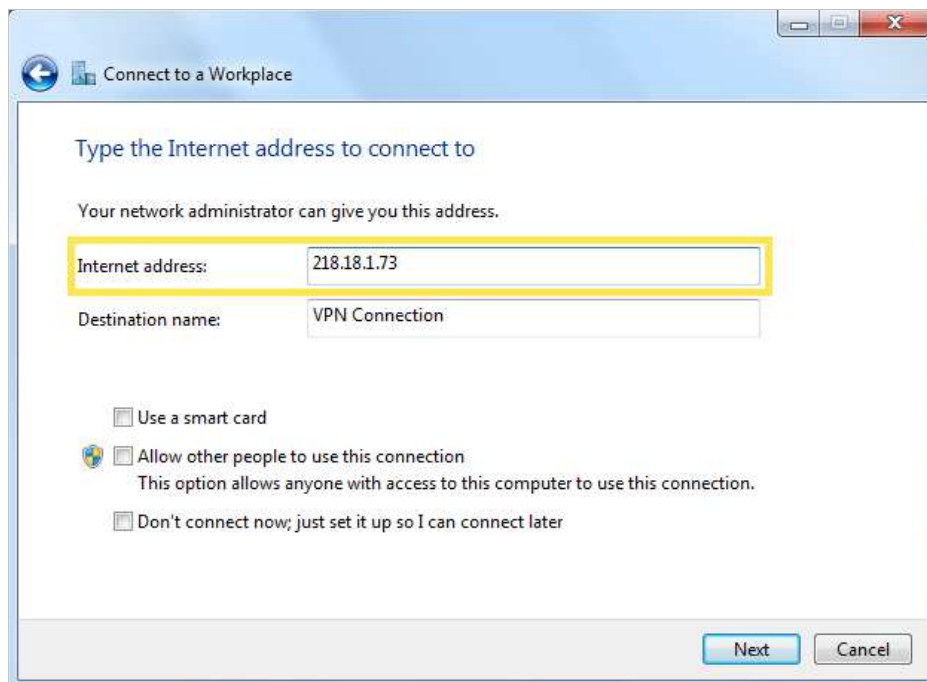 Connect to a Workplace
Type the Internet address to connect to
Your network administrator can give you this address.
Internet address: 218.18.1.73
Destination name: VPN Connection
Use a smart card
Allow other people to use this connection
This option allows anyone with access to this computer to use this connection.
Don't connect now; just set it up so I can connect later
Next Cancel